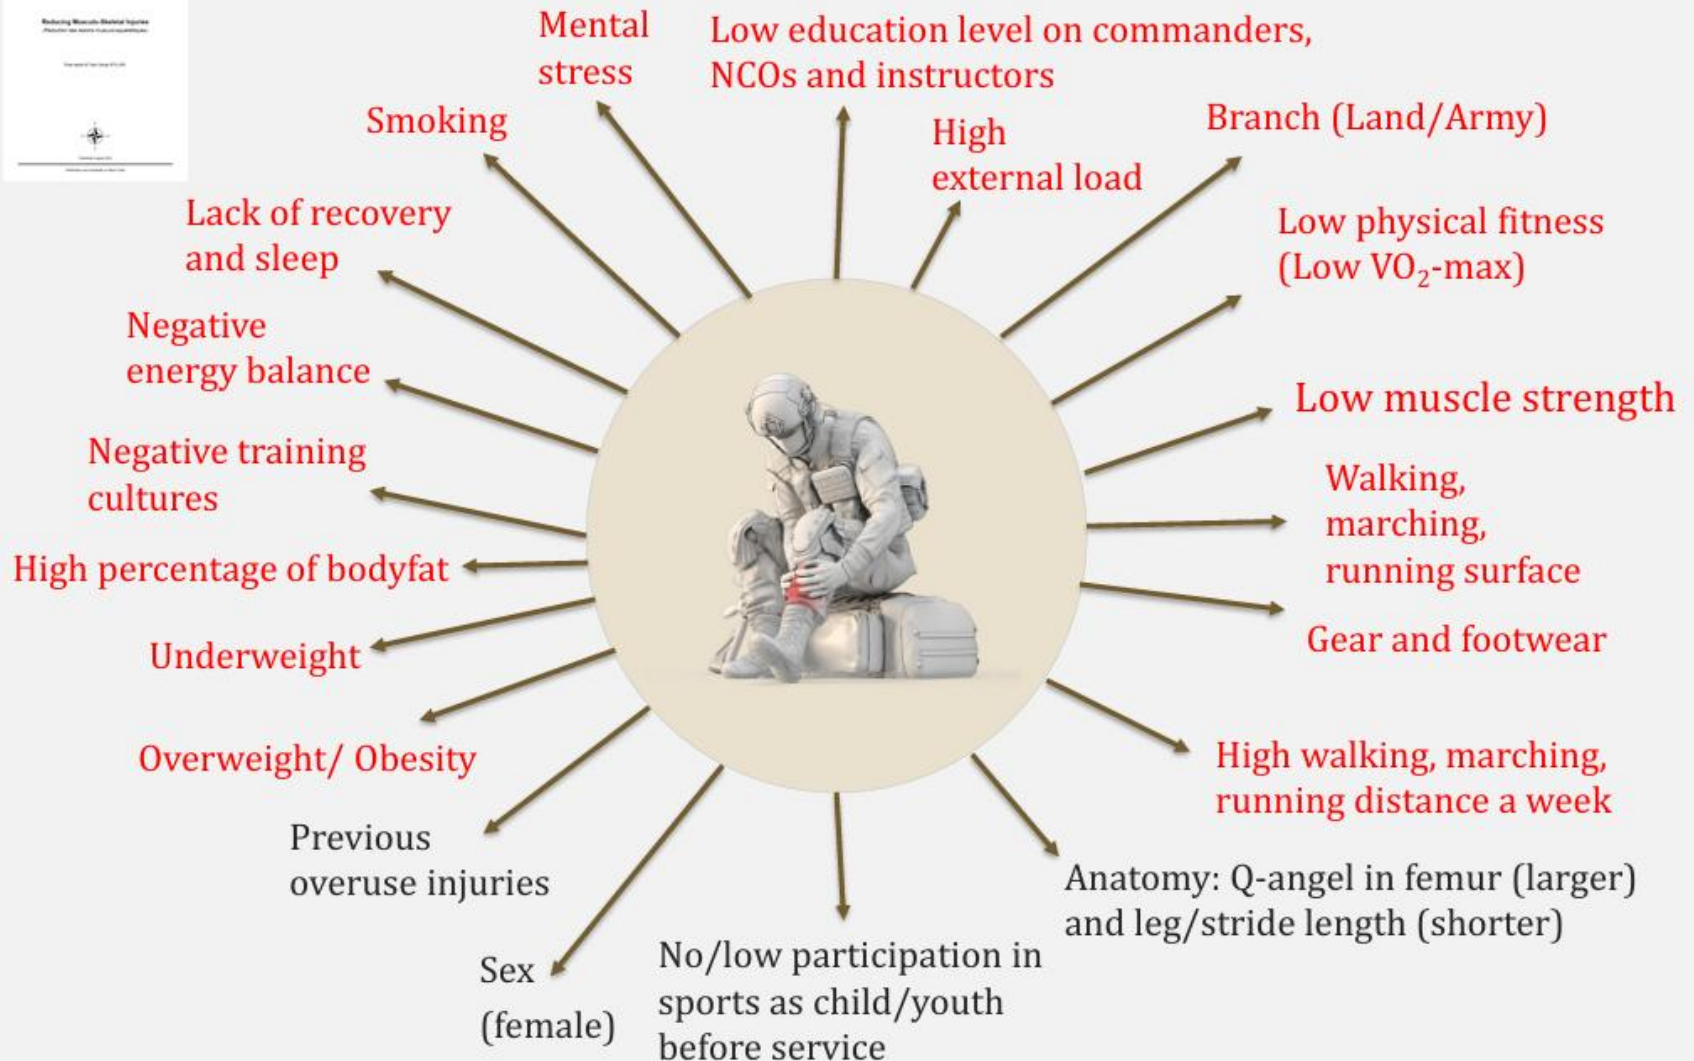 Reducing Musculo-Skeletal Injuries
Mental
stress
Low education level on commanders,
NCOs and instructors
Smoking
High
external load
Branch (Land/Army)
Lack of recovery
and sleep
Low physical fitness
(Low VO₂-max)
Negative
energy balance
Low muscle strength
Negative training
cultures
Walking,
marching,
running surface
High percentage of bodyfat
Gear and footwear
Underweight
Overweight/ Obesity
High walking, marching,
running distance a week
Previous
overuse injuries
Anatomy: Q-angel in femur (larger)
and leg/stride length (shorter)
Sex
(female)
No/low participation in
sports as child/youth
before service